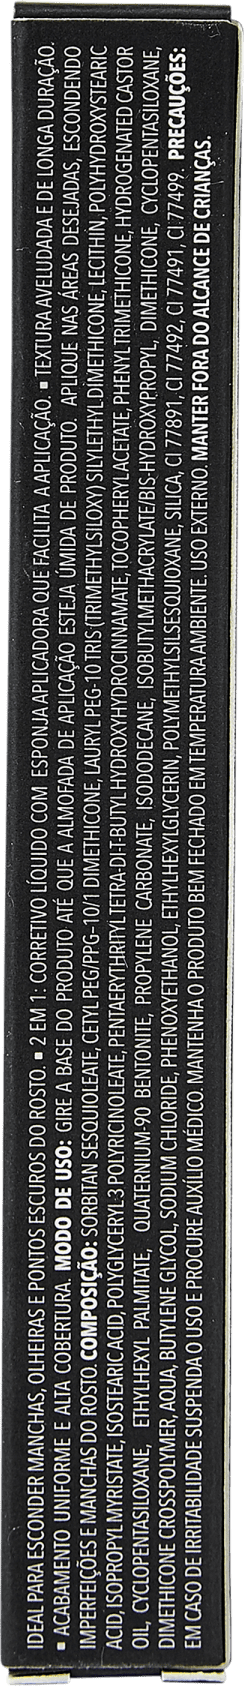 IDEAL PARA ESCONDER MANCHAS, OLHEIRAS E PONTOS ESCUROS DO ROSTO. ▪ 2 EM 1: CORRETIVO LÍQUIDO COM ESPONJA APLICADORA QUE FACILITA A APLICAÇÃO. ▪ TEXTURA AVELUDADA E DE LONGA DURAÇÃO.
▪ ACABAMENTO UNIFORME E ALTA COBERTURA. MODO DE USO: GIRE A BASE DO PRODUTO ATÉ QUE A ALMOFADA DE APLICAÇÃO ESTEJA ÚMIDA DE PRODUTO. APLIQUE NAS ÁREAS DESEJADAS, ESCONDENDO
IMPERFEIÇÕES E MANCHAS DO ROSTO. COMPOSIÇÃO: SORBITAN SESQUIOLEATE, CETYL PEG/PPG-10/1 DIMETHICONE, LAURYL PEG-10 TRIS(TRIMETHYLSILOXY) SILYLETHYL DIMETHICONE, LECITHIN, POLYHYDROXYSTEARIC
ACID, ISOPROPYL MYRISTATE, ISOSTEARIC ACID, POLYGLYCERYL-3 POLYRICINOLEATE, PENTAERYTHRITYL TETRA-DI-T-BUTYL HYDROXYHYDROCINNAMATE, TOCOPHERYL ACETATE, PHENYL TRIMETHICONE, HYDROGENATED CASTOR
OIL, CYCLOPENTASILOXANE, ETHYLHEXYL PALMITATE, QUATERNIUM-90 BENTONITE, PROPYLENE CARBONATE, ISODODECANE, ISOBUTYLMETHACRYLATE/BIS-HYDROXYPROPYL DIMETHICONE, CYCLOPENTASILOXANE,
DIMETHICONE CROSSPOLYMER, AQUA, BUTYLENE GLYCOL, SODIUM CHLORIDE, PHENOXYETHANOL, ETHYLHEXYLGLYCERIN, POLYMETHYLSILSESQUIOXANE, SILICA, CI 77891, CI 77492, CI 77491, CI 77499. PRECAUÇÕES:
EM CASO DE IRRITABILIDADE SUSPENDA O USO E PROCURE AUXÍLIO MÉDICO. MANTENHA O PRODUTO BEM FECHADO EM TEMPERATURA AMBIENTE. USO EXTERNO. MANTER FORA DO ALCANCE DE CRIANÇAS.